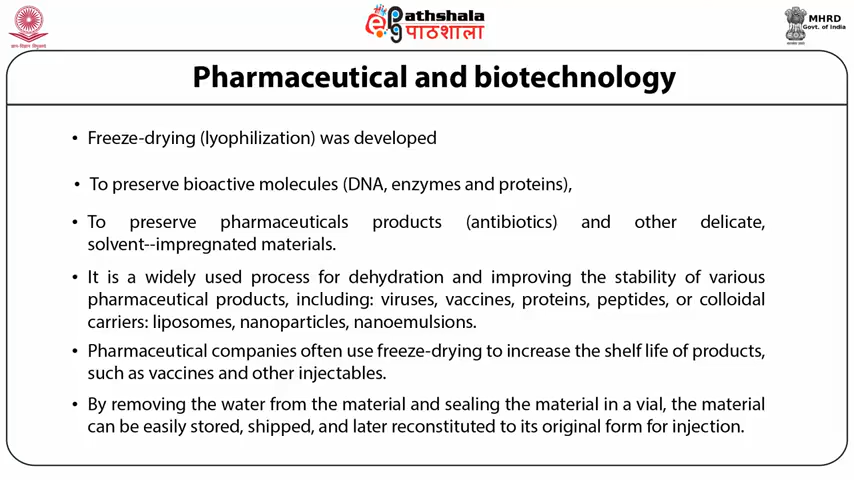 ePathshala
पाठशाला
MHRD
Govt. of India
Pharmaceutical and biotechnology
• Freeze-drying (lyophilization) was developed
• To preserve bioactive molecules (DNA, enzymes and proteins),
• To preserve pharmaceuticals products (antibiotics) and other delicate,
solvent--impregnated materials.
• It is a widely used process for dehydration and improving the stability of various
pharmaceutical products, including: viruses, vaccines, proteins, peptides, or colloidal
carriers: liposomes, nanoparticles, nanoemulsions.
• Pharmaceutical companies often use freeze-drying to increase the shelf life of products,
such as vaccines and other injectables.
• By removing the water from the material and sealing the material in a vial, the material
can be easily stored, shipped, and later reconstituted to its original form for injection.